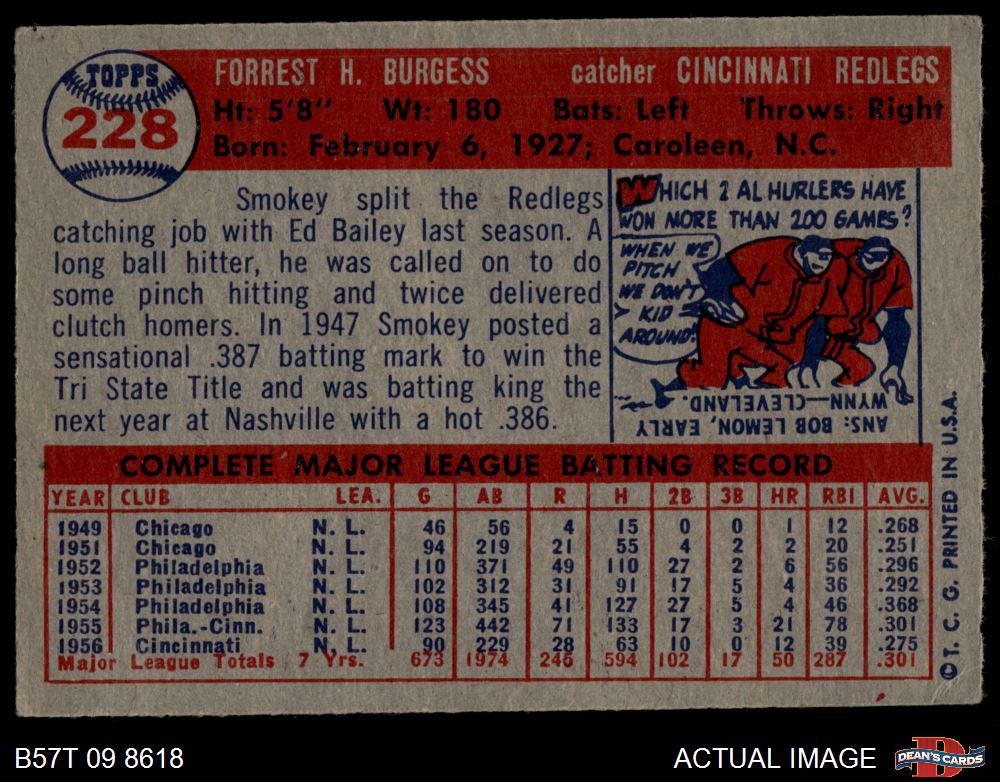 TOPPS
228
FORREST H. BURGESS catcher CINCINNATI REDLEGS
Ht: 5'8" Wt: 180 Bats: Left Throws: Right
Born: February 6, 1927; Caroleen, N.C.
Smokey split the Redlegs
catching job with Ed Bailey last season. A
long ball hitter, he was called on to do
some pinch hitting and twice delivered
clutch homers. In 1947 Smokey posted a
sensational .387 batting mark to win the
Tri State Title and was batting king the
next year at Nashville with a hot .386.
WHICH 2 AL HURLERS HAVE
WON MORE THAN 200 GAMES?
WHEN WE
PITCH
WE DON'T
KID
AROUND!
ANS: BOB LEMON, EARLY
WYNN—CLEVELAND.
COMPLETE MAJOR LEAGUE BATTING RECORD
YEAR CLUB LEA. G AB R H 2B 3B HR RBI AVG.
1949 Chicago N. L. 46 56 4 15 0 0 1 12 .268
1951 Chicago N. L. 94 219 21 55 4 2 2 20 .251
1952 Philadelphia N. L. 110 371 49 110 27 2 6 56 .296
1953 Philadelphia N. L. 102 312 31 91 17 5 4 36 .292
1954 Philadelphia N. L. 108 345 41 127 27 5 4 46 .368
1955 Phila.-Cinn. N. L. 123 442 71 133 17 3 21 78 .301
1956 Cincinnati N. L. 90 229 28 63 10 0 12 39 .275
Major League Totals 7 Yrs. 673 1974 245 594 102 17 50 287 .301
© T. C. G. PRINTED IN U.S.A.
B57T 09 8618
ACTUAL IMAGE
D
DEAN'S CARDS